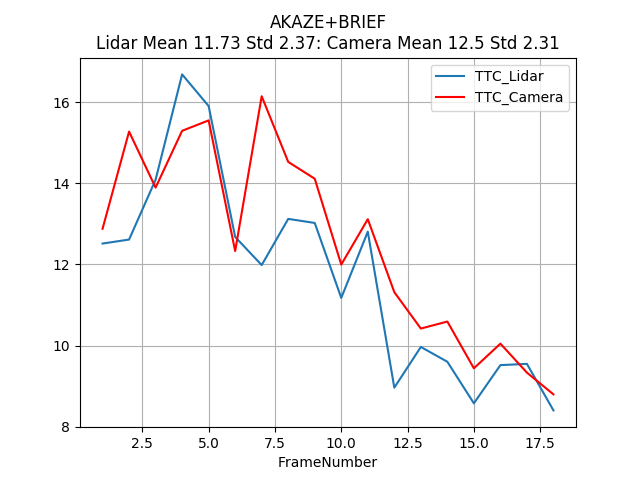 AKAZE+BRIEF
Lidar Mean 11.73 Std 2.37: Camera Mean 12.5 Std 2.31
TTC_Lidar
TTC_Camera
16
14
12
10
8
2.5 5.0 7.5 10.0 12.5 15.0 17.5
FrameNumber